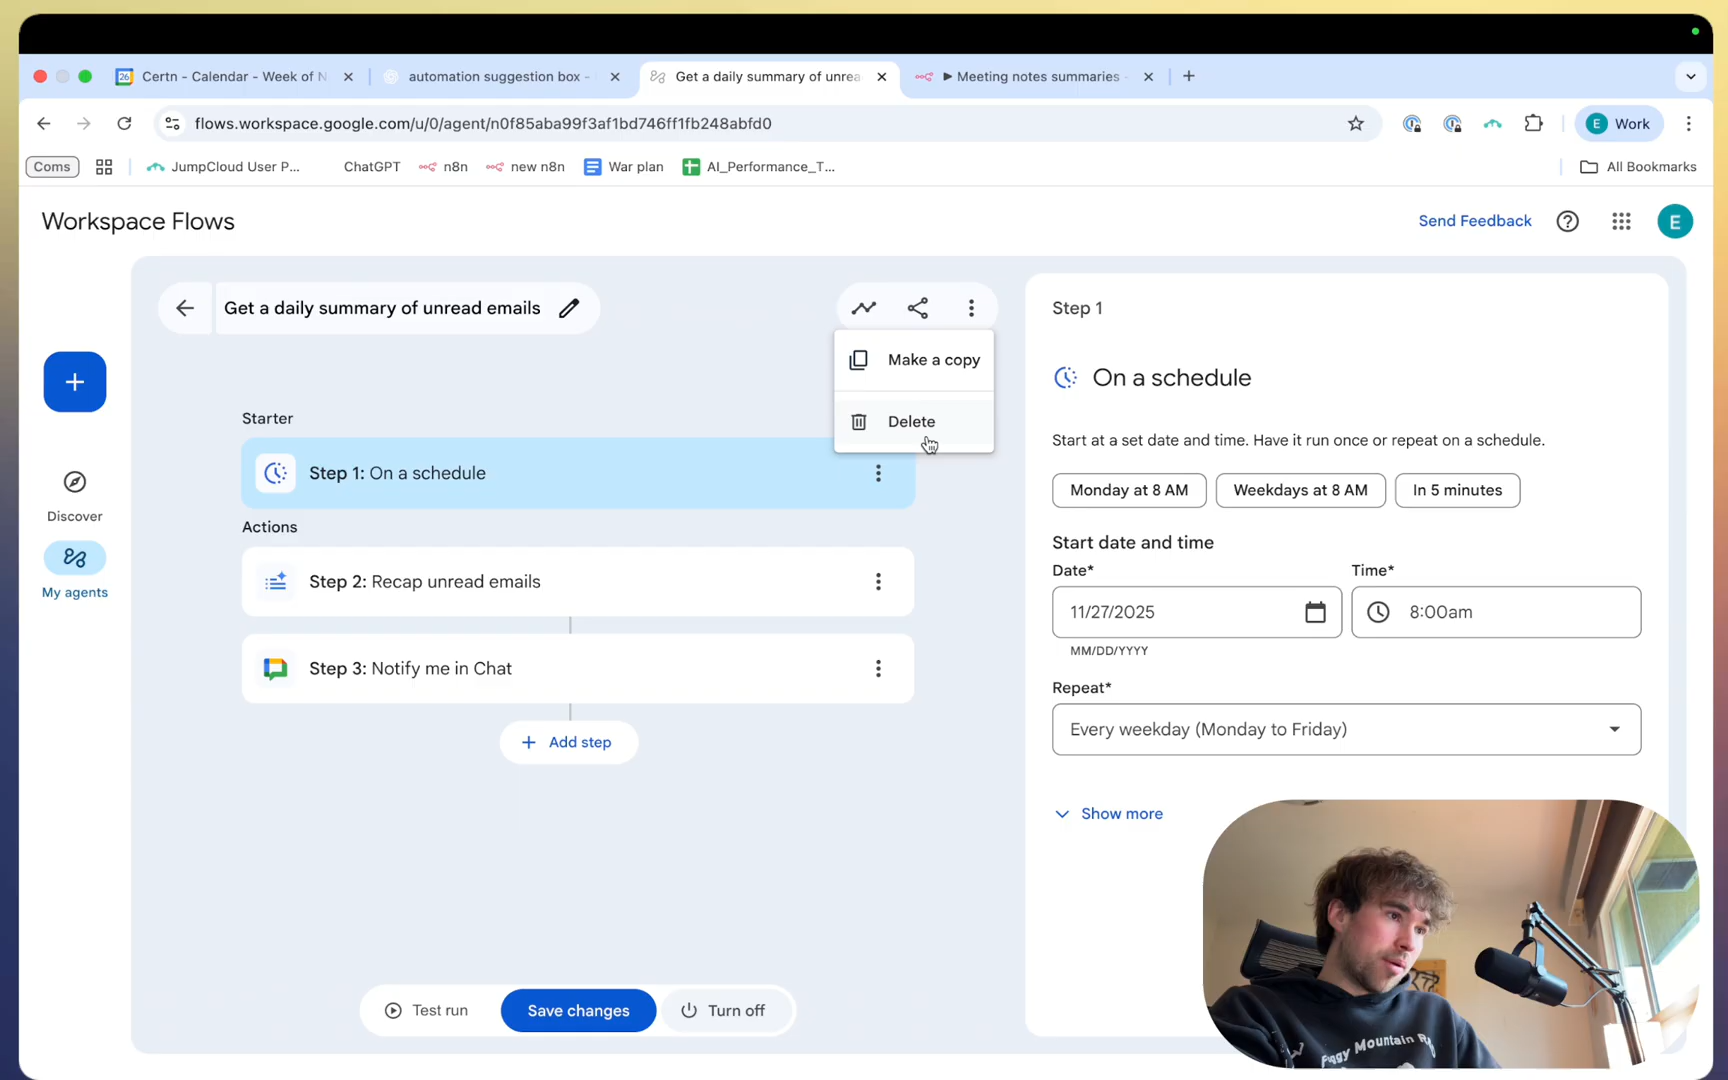 Certn - Calendar - Week of N
automation suggestion box -
Get a daily summary of unrea
Meeting notes summaries -
flows.workspace.google.com/u/0/agent/n0f85aba99f3af1bd746ff1fb248abfd0
E Work
Coms
JumpCloud User P...
ChatGPT
n8n
new n8n
War plan
AI_Performance_T...
All Bookmarks
Workspace Flows
Send Feedback
E
Get a daily summary of unread emails
Make a copy
Delete
Discover
My agents
Starter
Step 1: On a schedule
Actions
Step 2: Recap unread emails
Step 3: Notify me in Chat
Add step
Test run
Save changes
Turn off
Step 1
On a schedule
Start at a set date and time. Have it run once or repeat on a schedule.
Monday at 8 AM
Weekdays at 8 AM
In 5 minutes
Start date and time
Date*
Time*
11/27/2025
8:00am
MM/DD/YYYY
Repeat*
Every weekday (Monday to Friday)
Show more
Mountain